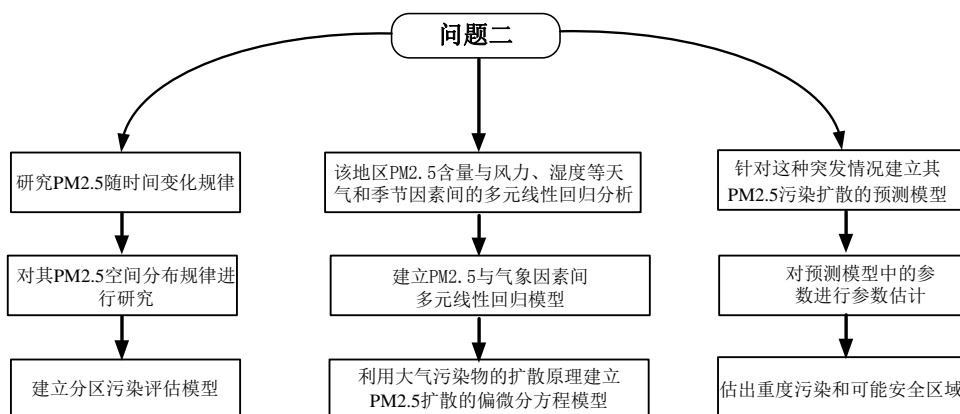 问题二
研究PM2.5随时间变化规律
对其PM2.5空间分布规律进
行研究
建立分区污染评估模型
该地区PM2.5含量与风力、湿度等天
气和季节因素间的多元线性回归分析
建立PM2.5与气象因素间
多元线性回归模型
利用大气污染物的扩散原理建立
PM2.5扩散的偏微分方程模型
针对这种突发情况建立其
PM2.5污染扩散的预测模型
对预测模型中的参
数进行参数估计
估出重度污染和可能安全区域